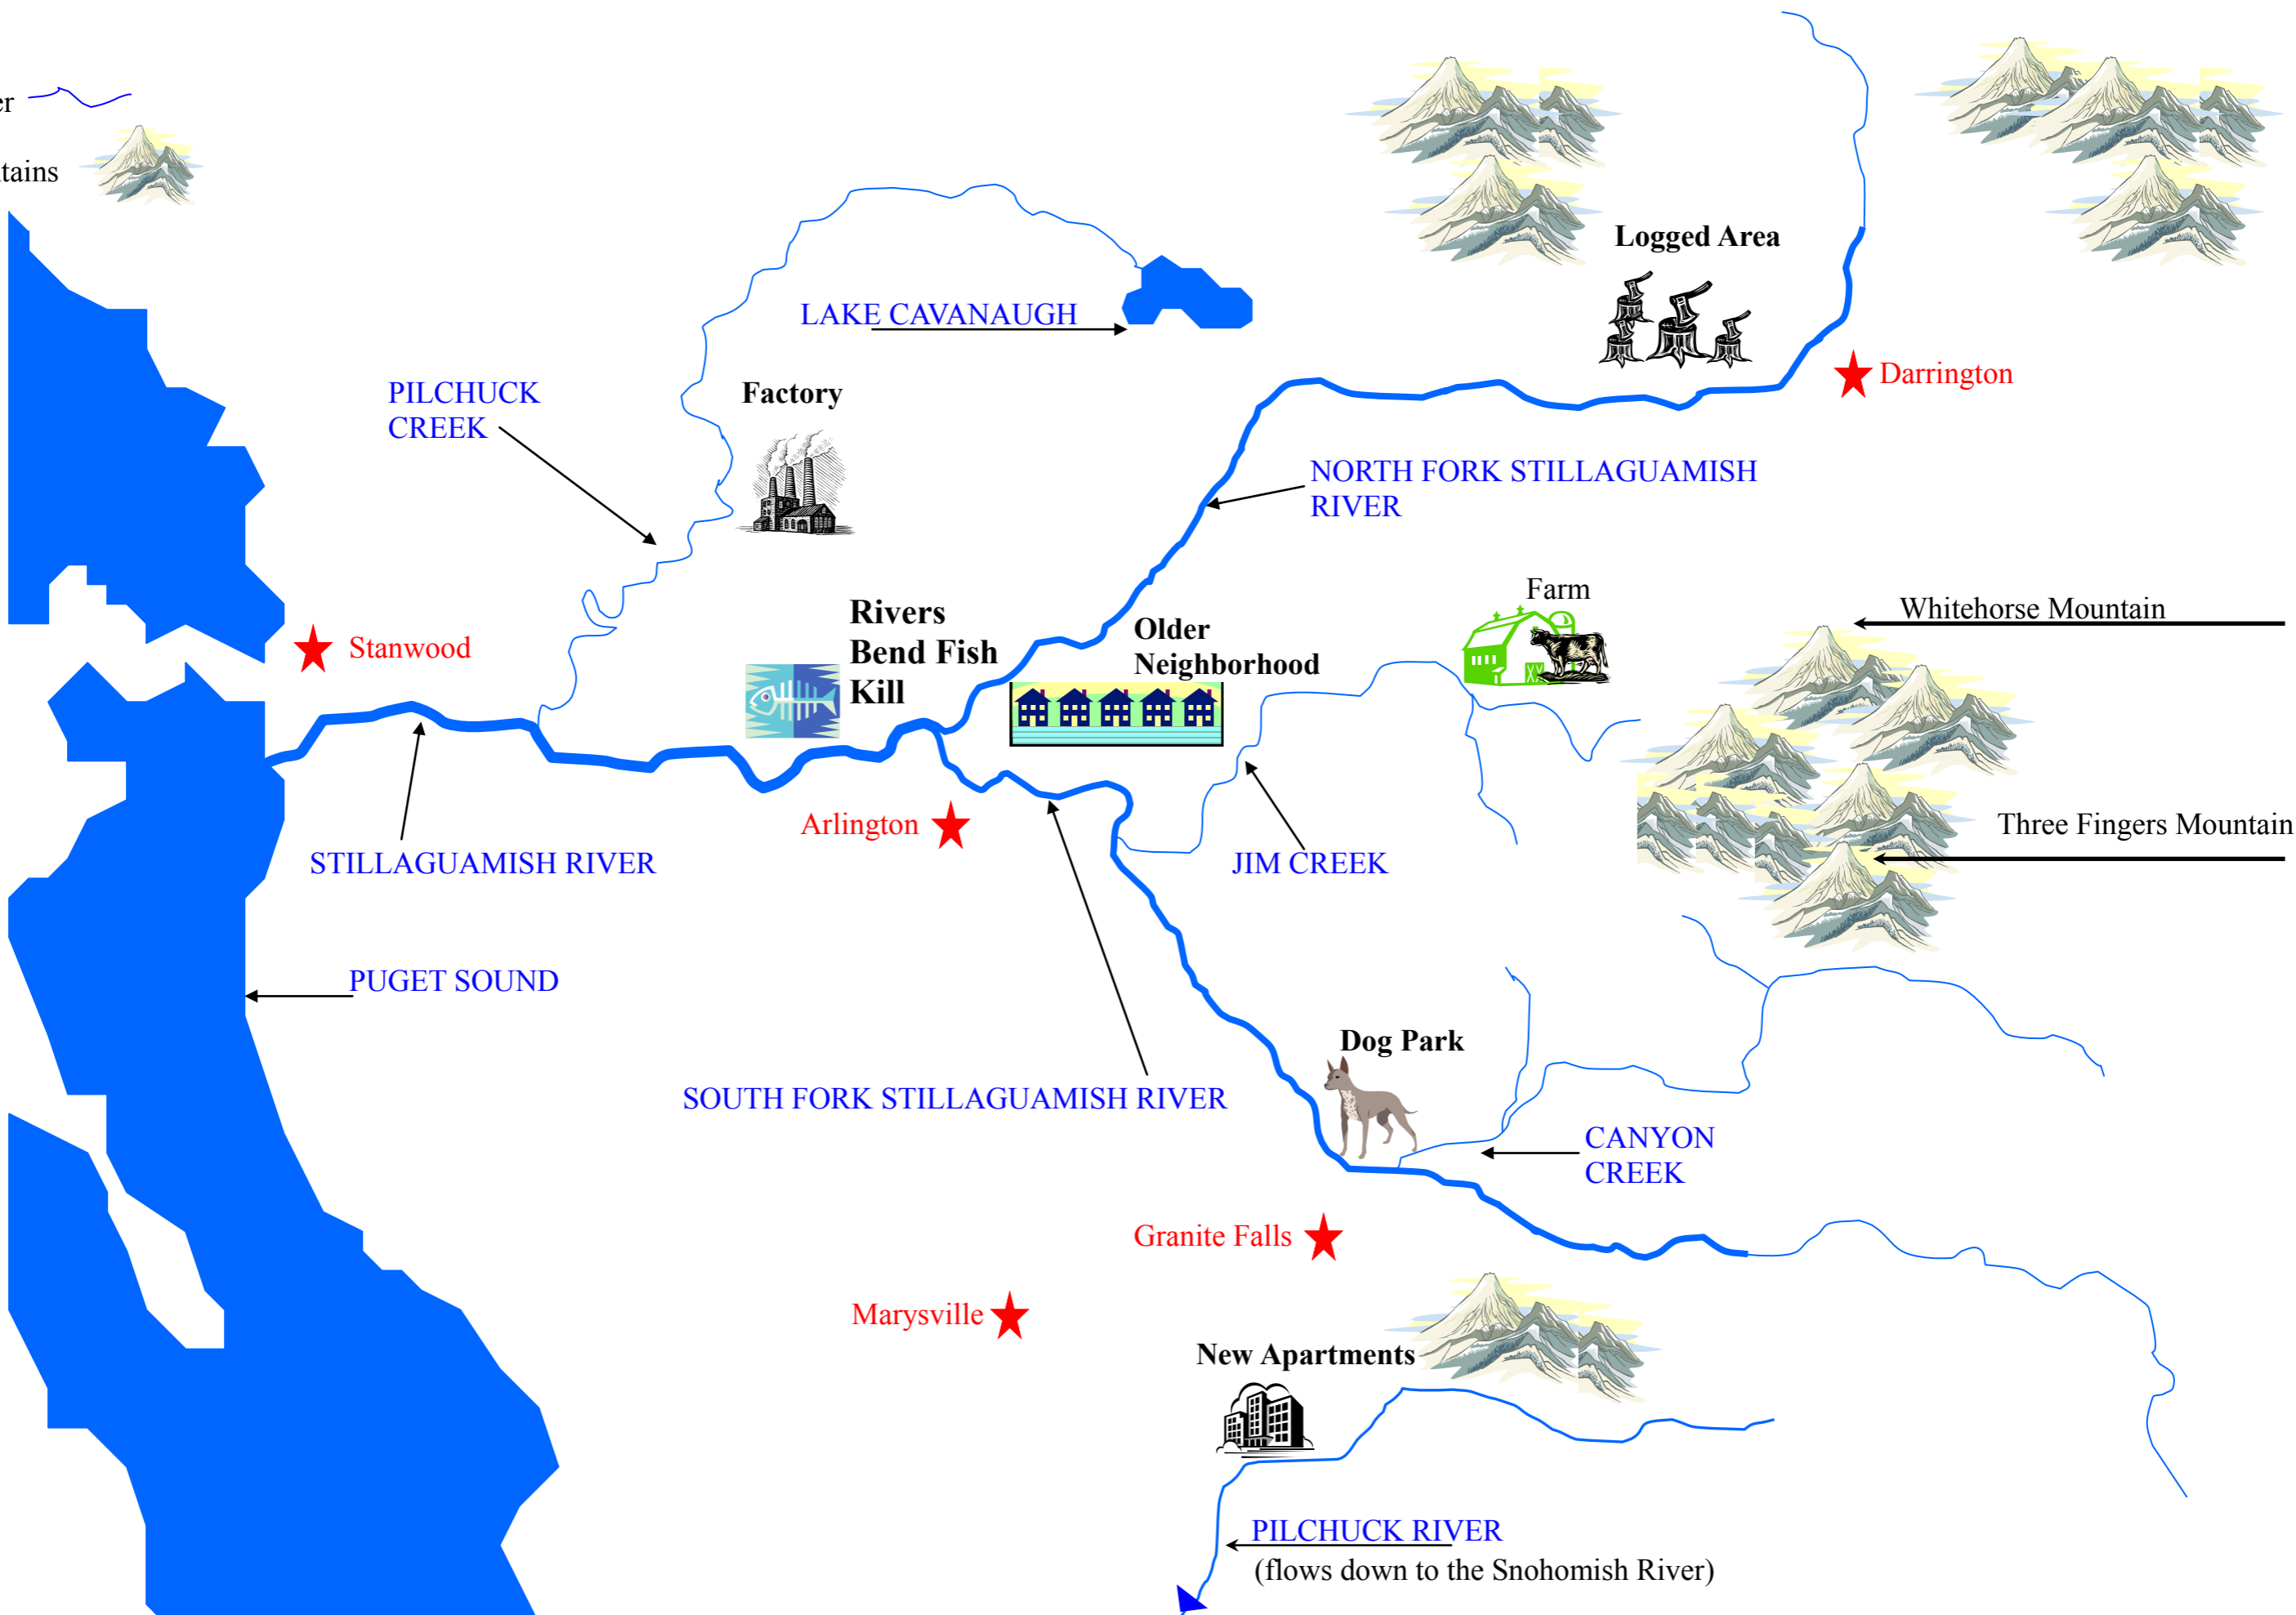 er
tains
Logged Area
LAKE CAVANAUGH
Darrington
PILCHUCK
CREEK
Factory
NORTH FORK STILLAGUAMISH
RIVER
Farm
Whitehorse Mountain
Rivers
Bend Fish
Kill
Older
Neighborhood
Stanwood
Arlington
Three Fingers Mountain
STILLAGUAMISH RIVER
JIM CREEK
PUGET SOUND
Dog Park
SOUTH FORK STILLAGUAMISH RIVER
CANYON
CREEK
Granite Falls
Marysville
New Apartments
PILCHUCK RIVER
(flows down to the Snohomish River)